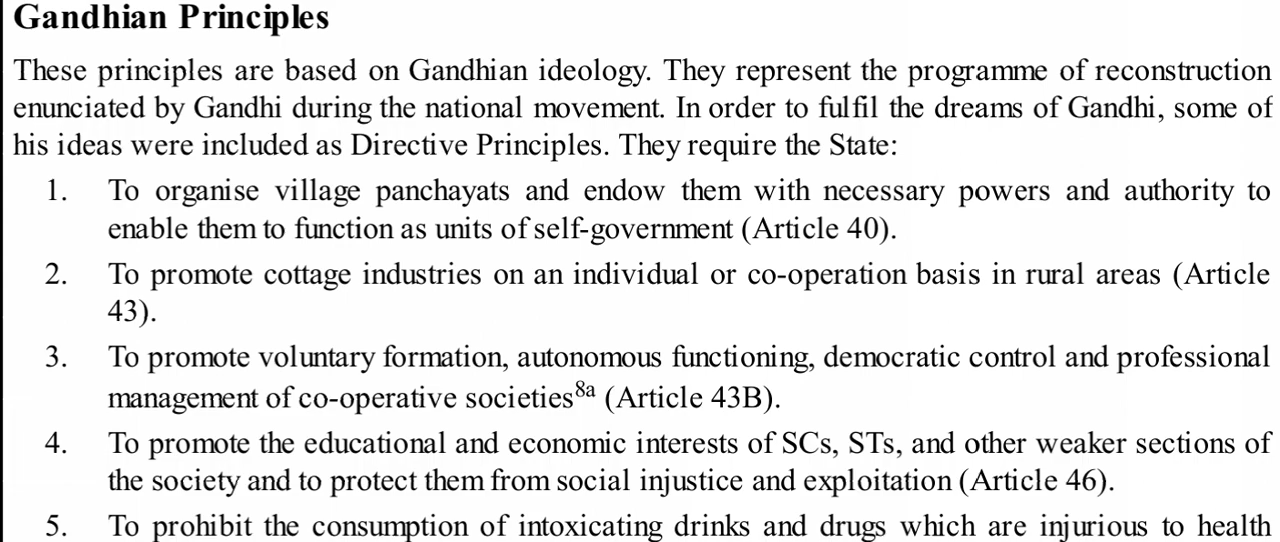 Gandhian Principles
These principles are based on Gandhian ideology. They represent the programme of reconstruction
enunciated by Gandhi during the national movement. In order to fulfil the dreams of Gandhi, some of
his ideas were included as Directive Principles. They require the State:
1. To organise village panchayats and endow them with necessary powers and authority to
enable them to function as units of self-government (Article 40).
2. To promote cottage industries on an individual or co-operation basis in rural areas (Article
43).
3. To promote voluntary formation, autonomous functioning, democratic control and professional
management of co-operative societies8a (Article 43B).
4. To promote the educational and economic interests of SCs, STs, and other weaker sections of
the society and to protect them from social injustice and exploitation (Article 46).
5. To prohibit the consumption of intoxicating drinks and drugs which are injurious to health